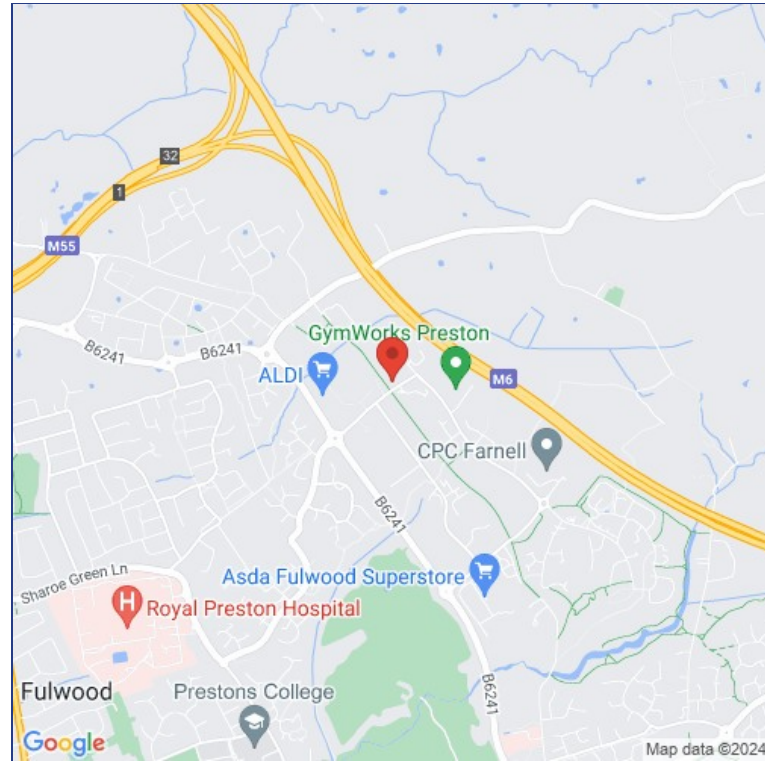 32
1
M55
B6241
B6241
GymWorks Preston
ALDI
M6
CPC Farnell
B6241
Asda Fulwood Superstore
Sharoe Green Ln
H
Royal Preston Hospital
Fulwood
Prestons College
B6241
Google
Map data ©2024